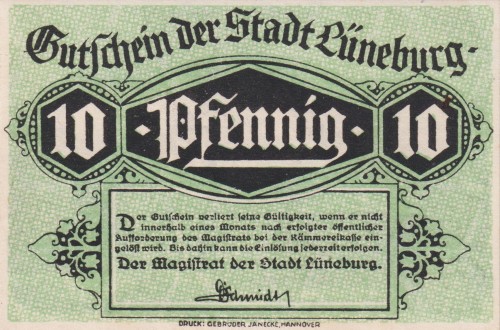 Gutschein der Stadt Lüneburg.
10 Pfennig 10
Der Gutschein verliert seine Gültigkeit, wenn er nicht
innerhalb eines Monats nach erfolgter öffentlicher
Aufforderung des Magistrats bei der Kämmereikasse ein-
gelöst wird. Bis dahin kann die Einlösung jederzeit erfolgen.
Der Magistrat der Stadt Lüneburg.
Schmidt
DRUCK: GEBRÜDER JÄNECKE, HANNOVER